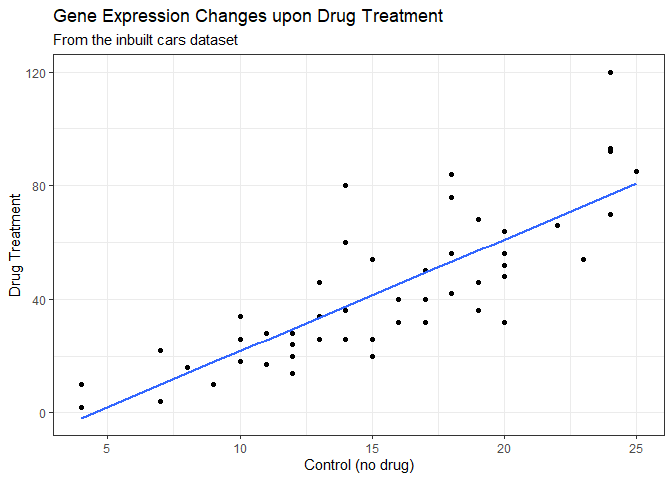 Gene Expression Changes upon Drug Treatment
From the inbuilt cars dataset
Drug Treatment
120
80
40
0
5
10
15
20
25
Control (no drug)